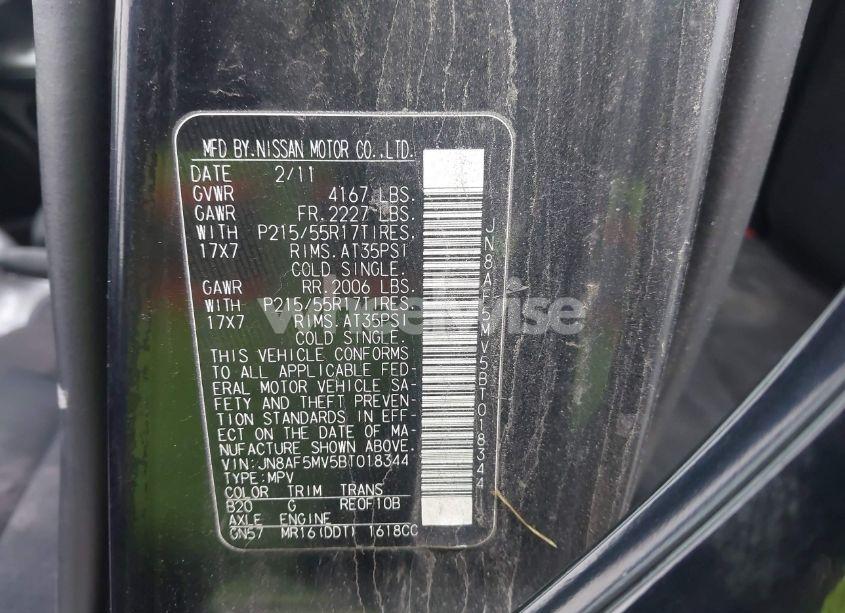 MFD BY.NISSAN MOTOR CO.,LTD.
DATE 2/11
GVWR 4167 LBS.
GAWR FR.2227 LBS.
WITH P215/55R17TIRES.
17X7 RIMS.AT35PSI
COLD SINGLE.
GAWR RR.2006 LBS.
WITH P215/55R17TIRES.
17X7 RIMS.AT35PSI
COLD SINGLE.
THIS VEHICLE CONFORMS
TO ALL APPLICABLE FED-
ERAL MOTOR VEHICLE SA-
FETY AND THEFT PREVEN-
TION STANDARDS IN EFF-
ECT ON THE DATE OF MA-
NUFACTURE SHOWN ABOVE.
VIN:JN8AF5MV5BT018344
TYPE:MPV
COLOR TRIM TRANS
B20 G RE0F10B
AXLE ENGINE
GN57 MR16(DDT) 1618CC
JN8AF5MV5BT018344